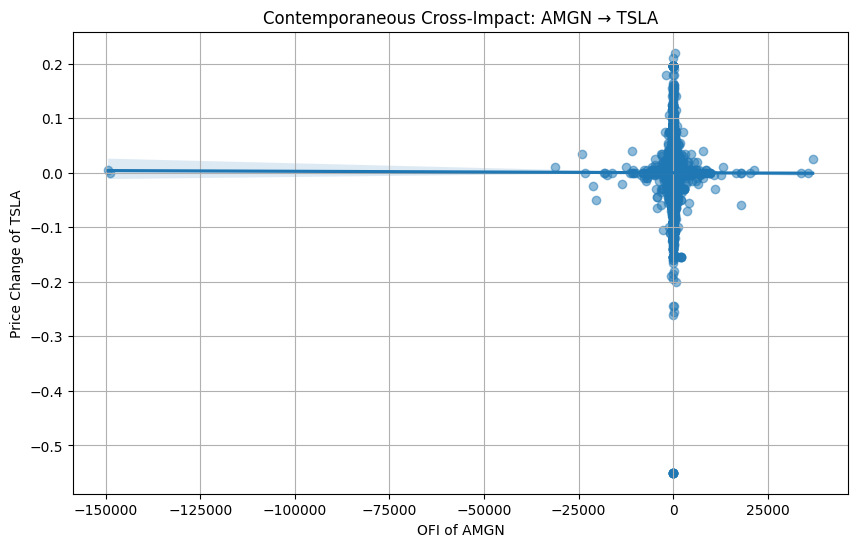 Contemporaneous Cross-Impact: AMGN → TSLA
Price Change of TSLA
0.2
0.1
0.0
−0.1
−0.2
−0.3
−0.4
−0.5
−150000 −125000 −100000 −75000 −50000 −25000 0 25000
OFI of AMGN